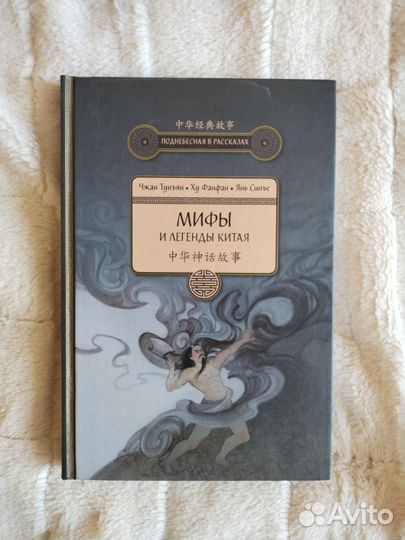 中华经典故事
ПОДНЕБЕСНАЯ В РАССКАЗАХ
Чжан Тунъян • Ху Фанфан • Янь Синъе
МИФЫ
И ЛЕГЕНДЫ КИТАЯ
中华神话故事
Avito